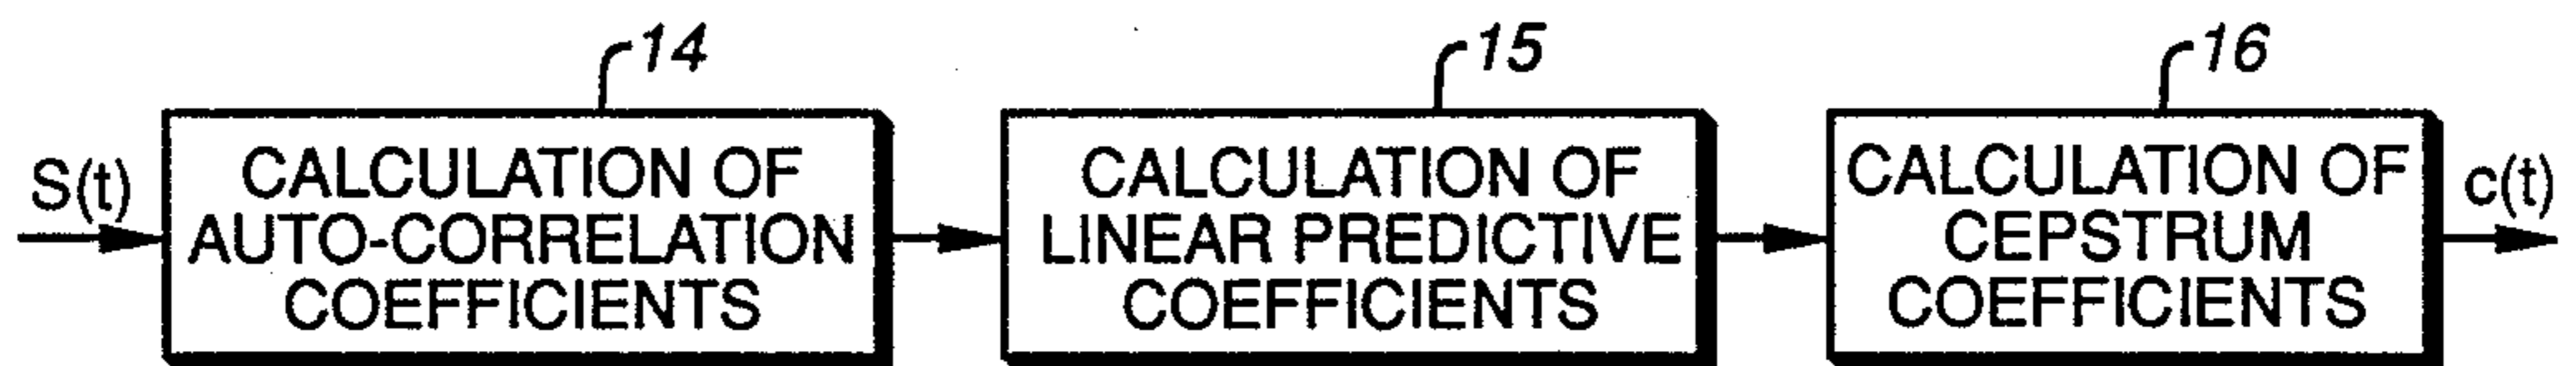 14
15
16
S(t)
CALCULATION OF
AUTO-CORRELATION
COEFFICIENTS
CALCULATION OF
LINEAR PREDICTIVE
COEFFICIENTS
CALCULATION OF
CEPSTRUM
COEFFICIENTS
c(t)